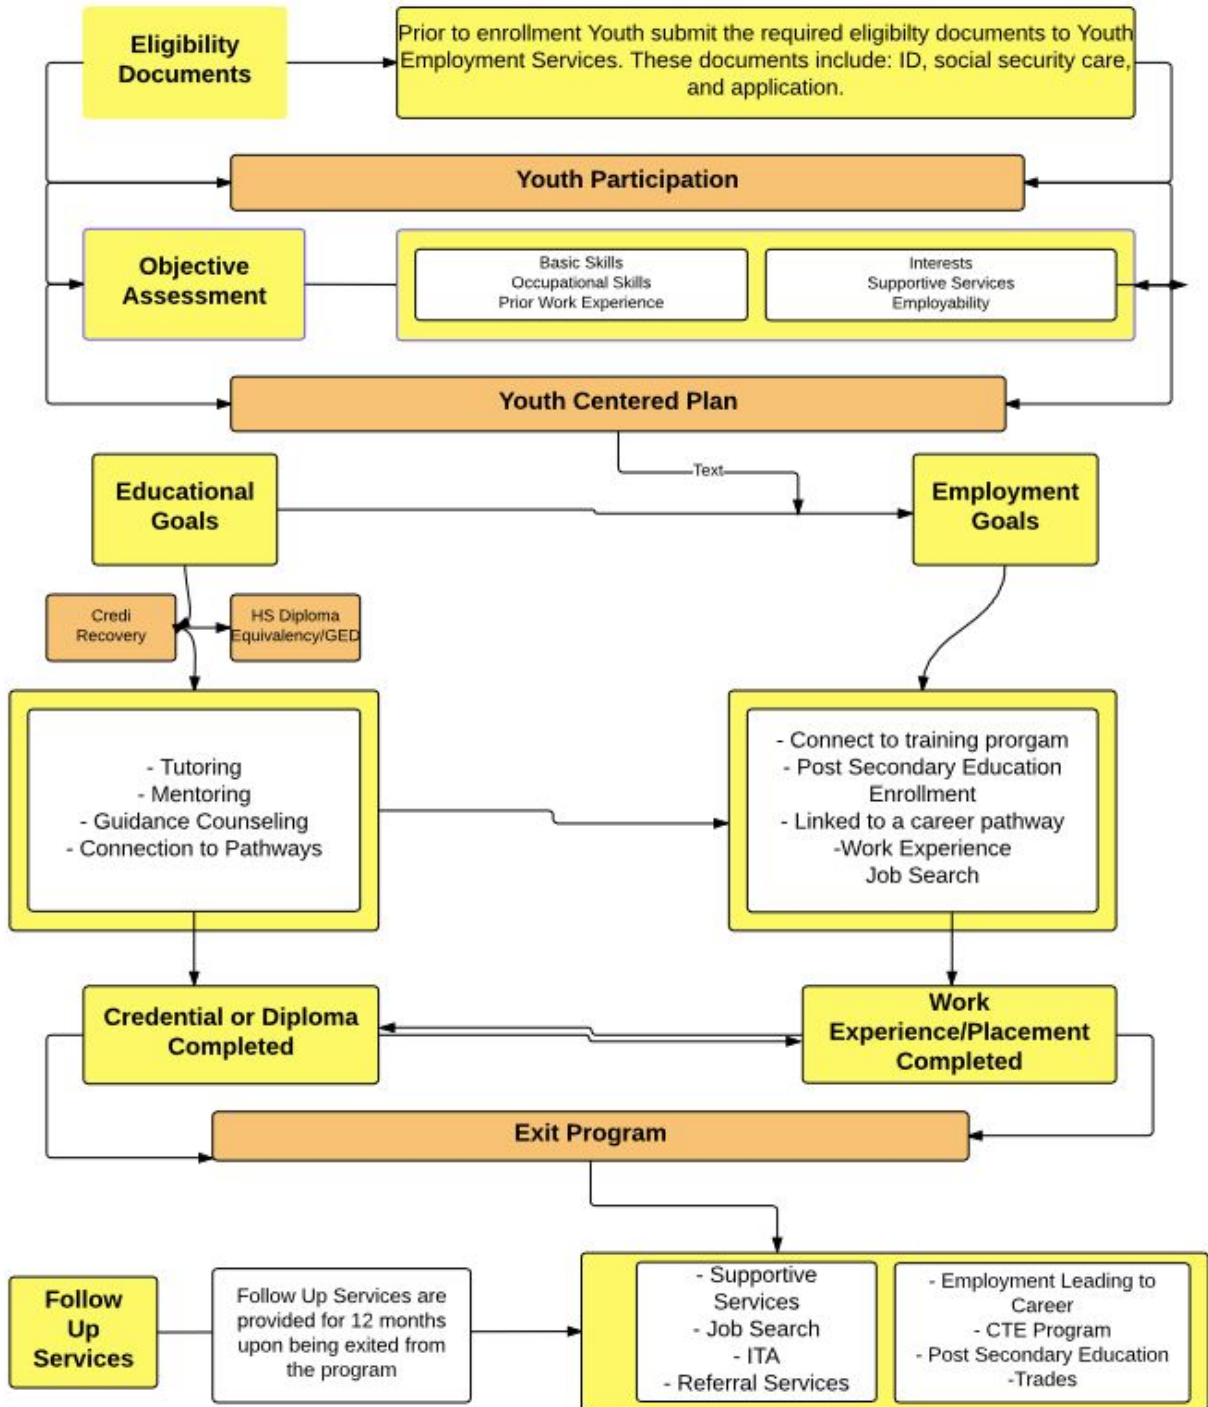 Eligibility
Documents
Prior to enrollment Youth submit the required eligibilty documents to Youth
Employment Services. These documents include: ID, social security care,
and application.
Youth Participation
Objective
Assessment
Basic Skills
Occupational Skills
Prior Work Experience
Interests
Supportive Services
Employability
Youth Centered Plan
Text
Educational
Goals
Employment
Goals
Credi
Recovery
HS Diploma
Equivalency/GED
- Tutoring
- Mentoring
- Guidance Counseling
- Connection to Pathways
- Connect to training prorgam
- Post Secondary Education
Enrollment
- Linked to a career pathway
-Work Experience
Job Search
Credential or Diploma
Completed
Work
Experience/Placement
Completed
Exit Program
Follow
Up
Services
Follow Up Services are
provided for 12 months
upon being exited from
the program
- Supportive
Services
- Job Search
- ITA
- Referral Services
- Employment Leading to
Career
- CTE Program
- Post Secondary Education
-Trades